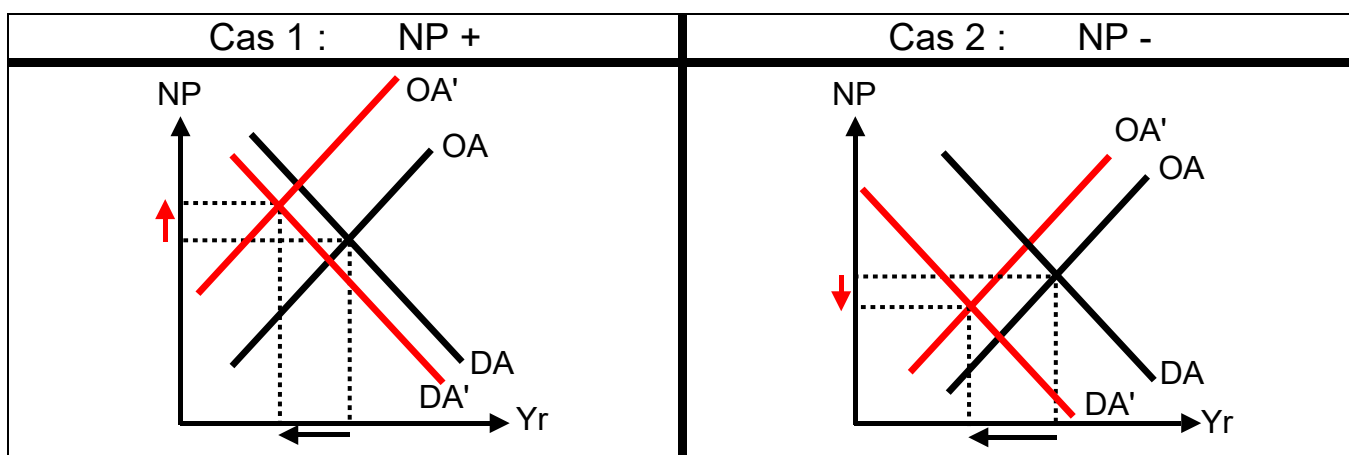 Cas 1 : NP +
Cas 2 : NP -
NP
OA'
OA
DA
DA'
Yr
NP
OA'
OA
DA
DA'
Yr